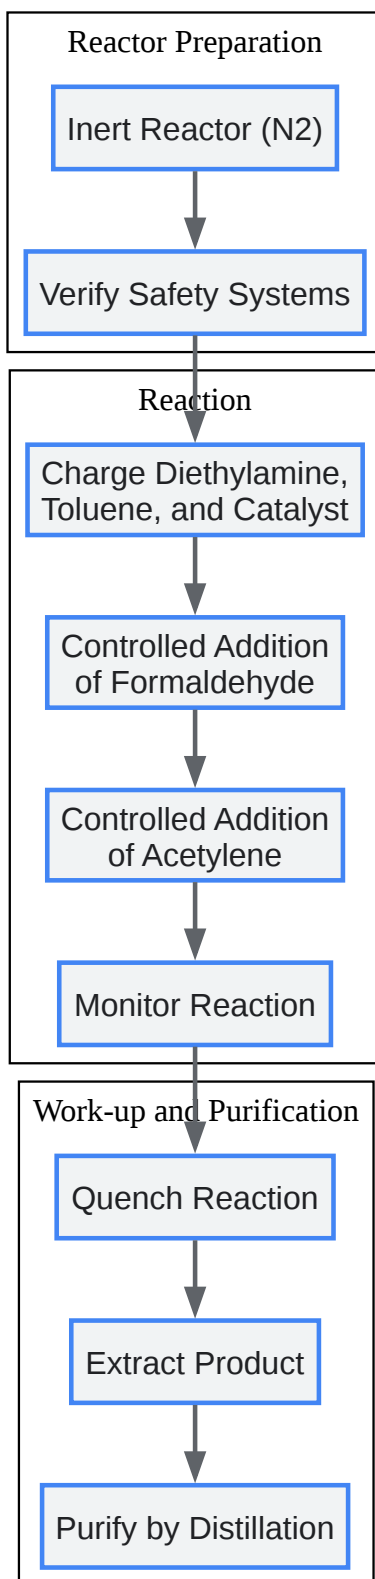 Reactor Preparation
Inert Reactor (N2)
Verify Safety Systems
Reaction
Charge Diethylamine,
Toluene, and Catalyst
Controlled Addition
of Formaldehyde
Controlled Addition
of Acetylene
Monitor Reaction
Work-up and Purification
Quench Reaction
Extract Product
Purify by Distillation